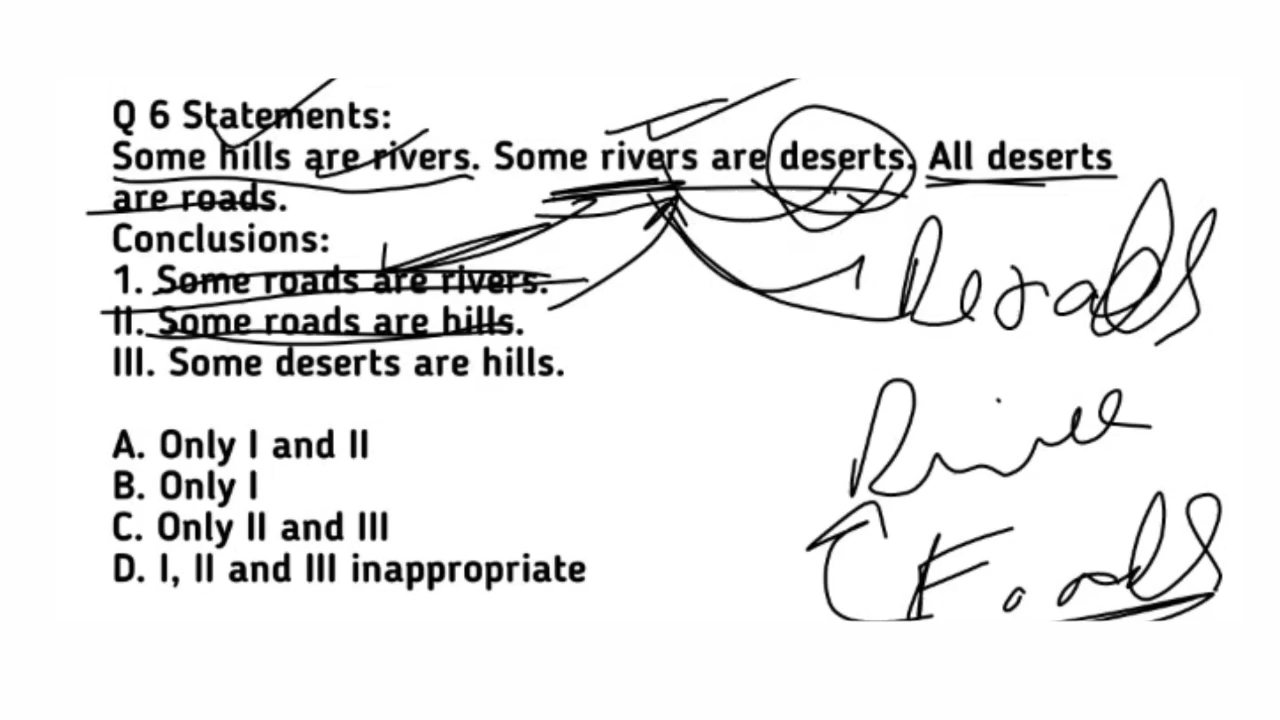 Q 6 Statements:
Some hills are rivers. Some rivers are deserts. All deserts
are roads.
Conclusions:
1. Some roads are rivers.
II. Some roads are hills.
III. Some deserts are hills.
A. Only I and II
B. Only I
C. Only II and III
D. I, II and III inappropriate